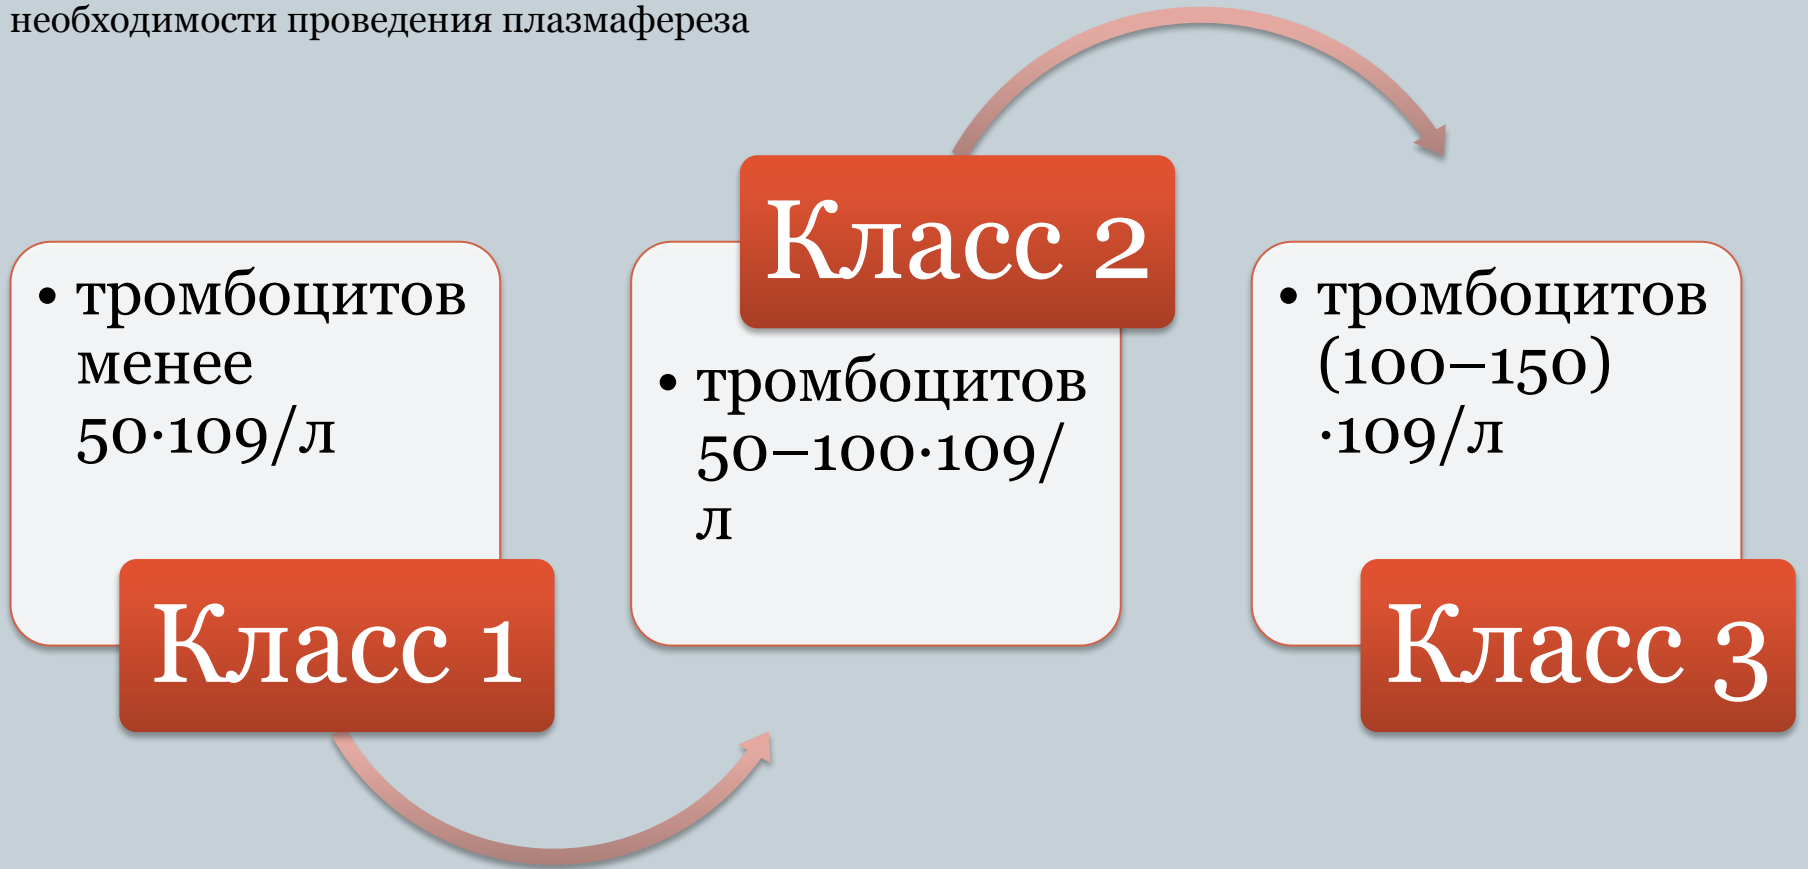 необходимости проведения плазмафереза
• тромбоцитов
менее
50·109/л
Класс 1
Класс 2
• тромбоцитов
50–100·109/
л
• тромбоцитов
(100–150)
·109/л
Класс 3